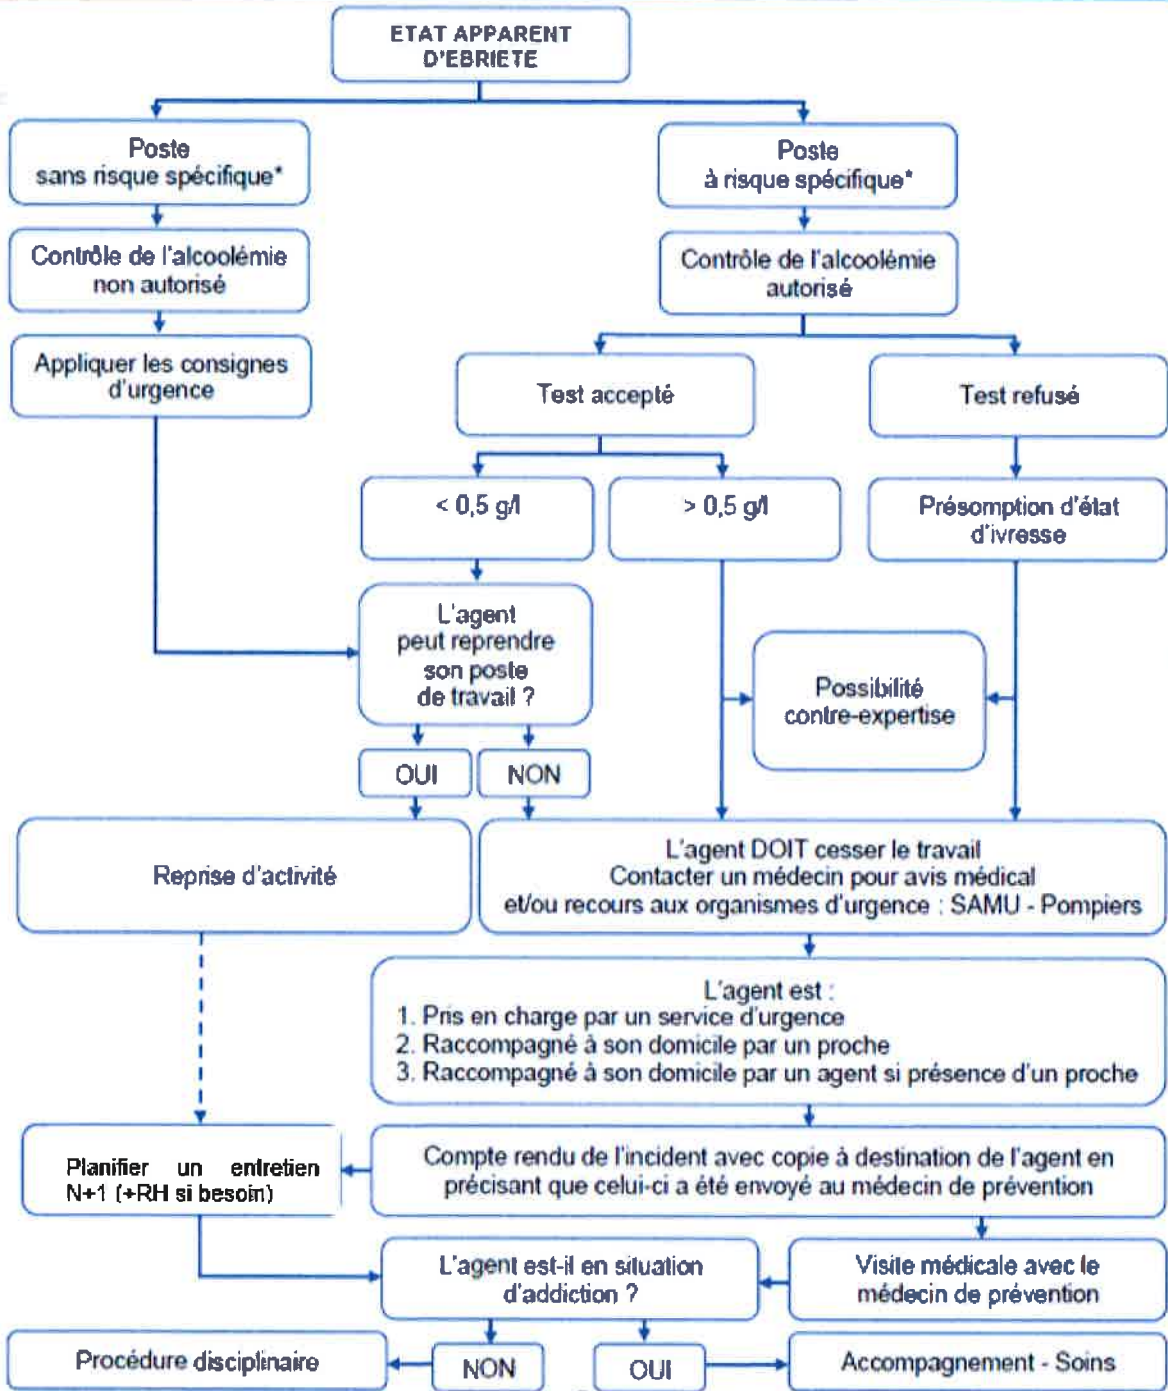 ETAT APPARENT
D'EBRIETE
Poste
sans risque spécifique*
Poste
à risque spécifique*
Contrôle de l'alcoolémie
non autorisé
Contrôle de l'alcoolémie
autorisé
Appliquer les consignes
d'urgence
Test accepté
Test refusé
< 0,5 g/l
> 0,5 g/l
Présomption d'état
d'ivresse
L'agent
peut reprendre
son poste
de travail ?
Possibilité
contre-expertise
OUI
NON
Reprise d'activité
L'agent DOIT cesser le travail
Contacter un médecin pour avis médical
et/ou recours aux organismes d'urgence : SAMU - Pompiers
L'agent est :
1. Pris en charge par un service d'urgence
2. Raccompagné à son domicile par un proche
3. Raccompagné à son domicile par un agent si présence d'un proche
Planifier un entretien
N+1 (+RH si besoin)
Compte rendu de l'incident avec copie à destination de l'agent en
précisant que celui-ci a été envoyé au médecin de prévention
L'agent est-il en situation
d'addiction ?
Visite médicale avec le
médecin de prévention
Procédure disciplinaire
NON
OUI
Accompagnement - Soins